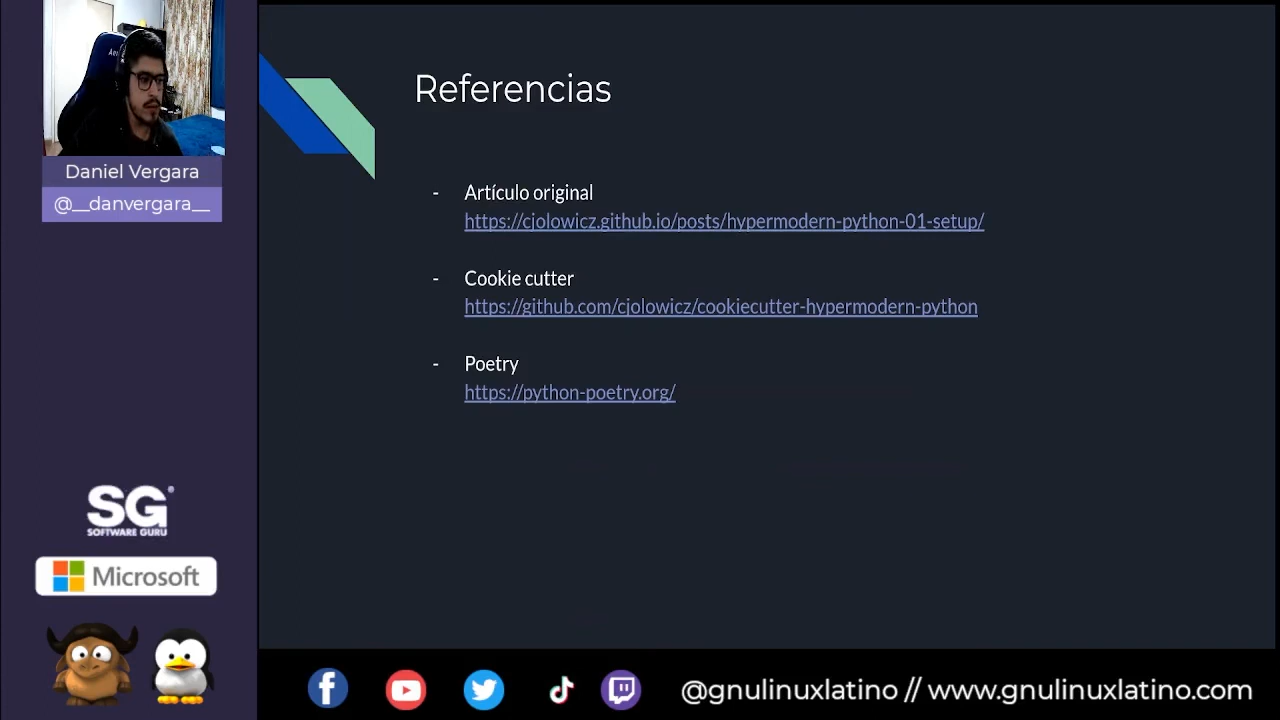 Daniel Vergara
@__danvergara__
Referencias
- Artículo original
https://cjolowicz.github.io/posts/hypermodern-python-01-setup/
- Cookie cutter
https://github.com/cjolowicz/cookiecutter-hypermodern-python
- Poetry
https://python-poetry.org/
SG
SOFTWARE GURU
Microsoft
@gnulinuxlatino // www.gnulinuxlatino.com